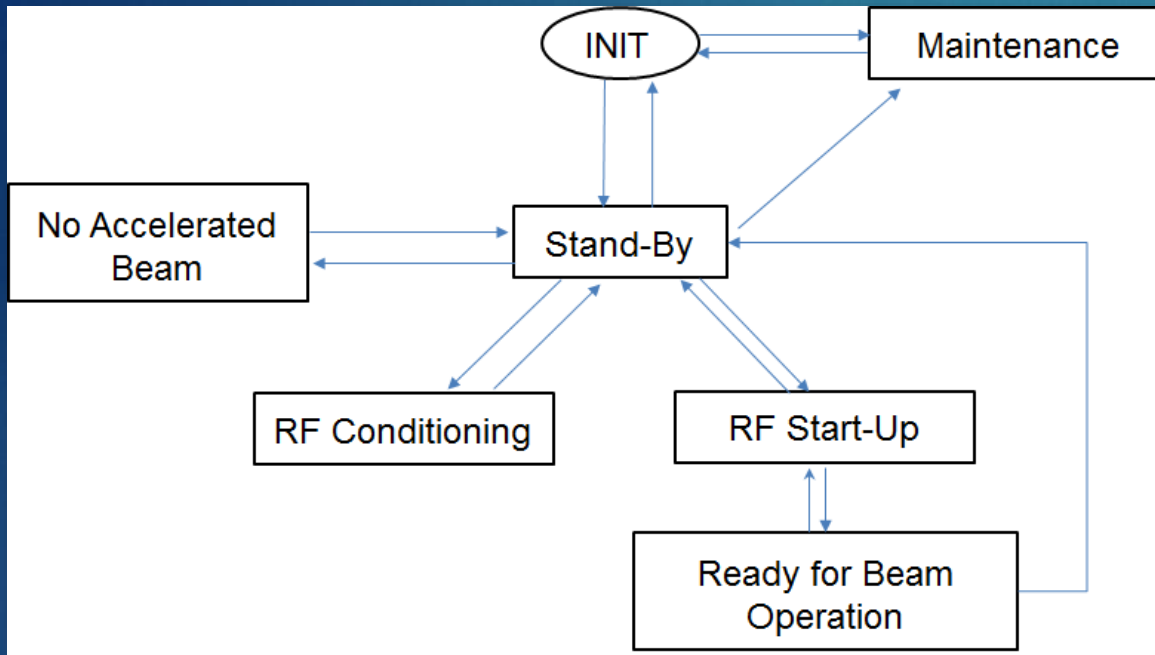 INIT
Maintenance
No Accelerated
Beam
Stand-By
RF Conditioning
RF Start-Up
Ready for Beam
Operation